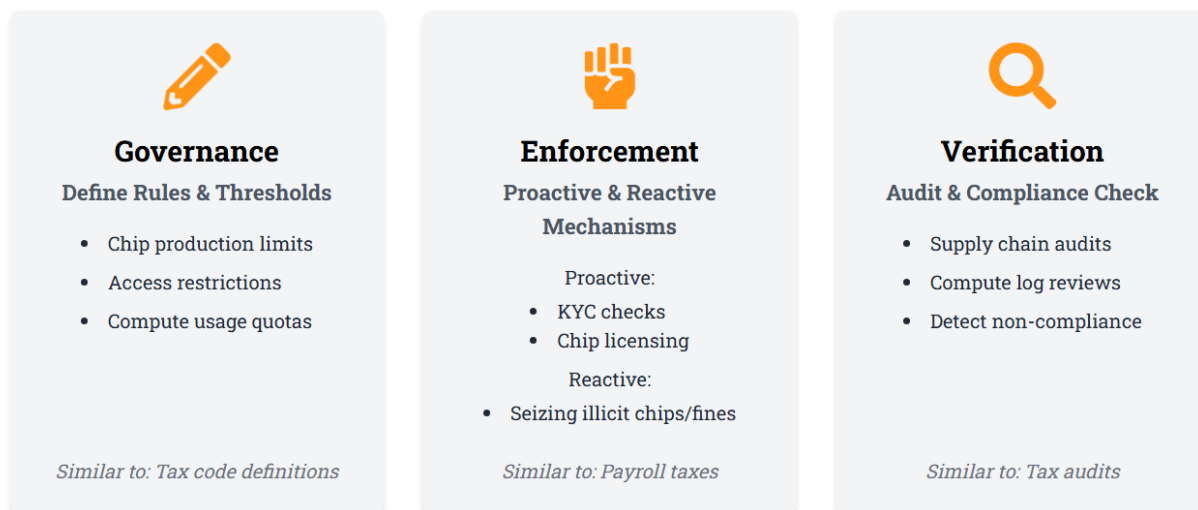 Governance
Define Rules & Thresholds
• Chip production limits
• Access restrictions
• Compute usage quotas
Similar to: Tax code definitions
Enforcement
Proactive & Reactive
Mechanisms
Proactive:
• KYC checks
• Chip licensing
Reactive:
• Seizing illicit chips/fines
Similar to: Payroll taxes
Verification
Audit & Compliance Check
• Supply chain audits
• Compute log reviews
• Detect non-compliance
Similar to: Tax audits